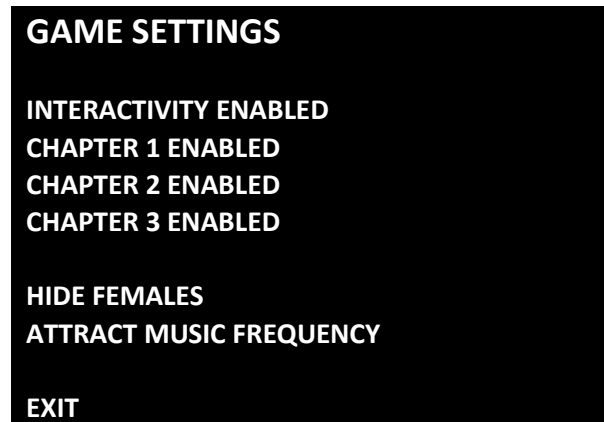 GAME SETTINGS
INTERACTIVITY ENABLED
CHAPTER 1 ENABLED
CHAPTER 2 ENABLED
CHAPTER 3 ENABLED
HIDE FEMALES
ATTRACT MUSIC FREQUENCY
EXIT